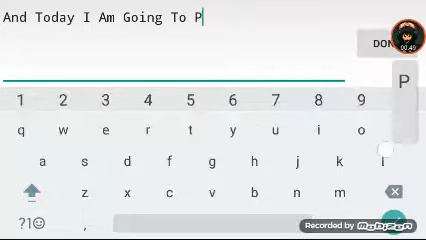 And Today I Am Going To P
DON
00:49
P
1 2 3 4 5 6 7 8 9
q w e r t y u i o
a s d f g h j k l
z x c v b n m
?1☺ ,
Recorded by Mobizen